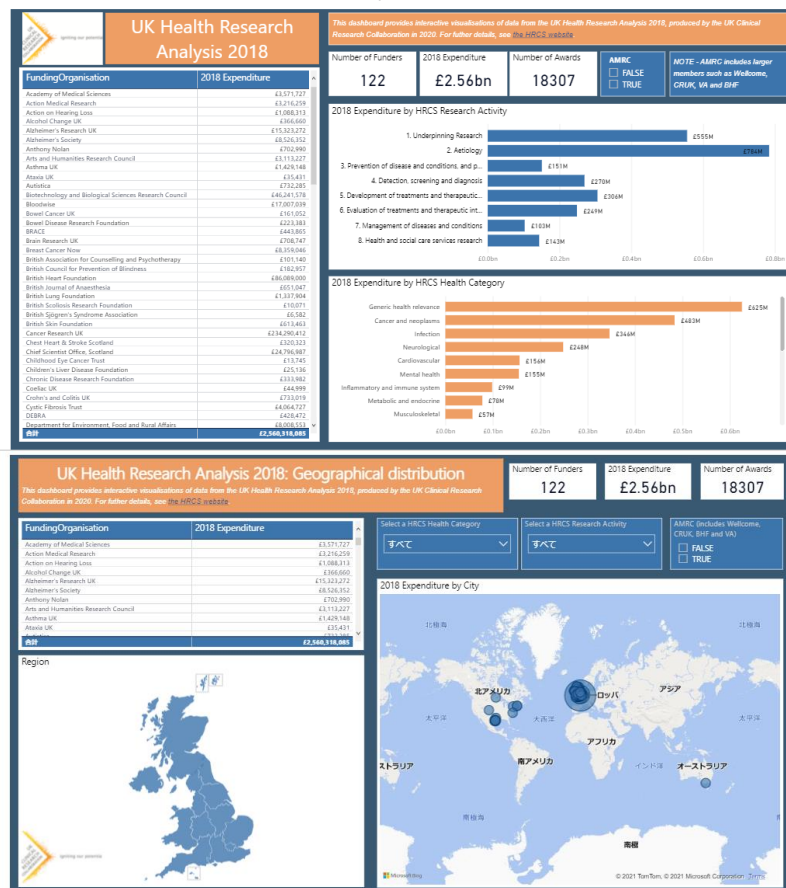 UK Health Research
Analysis 2018
This dashboard provides interactive visualisations of data from the UK Health Research Analysis 2018, produced by the UK Clinical
Research Collaboration in 2020. For futher details, see the HRCS website
Number of Funders
122
2018 Expenditure
£2.56bn
Number of Awards
18307
AMRC
FALSE
TRUE
NOTE - AMRC includes larger
members such as Wellcome,
CRUK, VA and BHF
FundingOrganisation 2018 Expenditure
Academy of Medical Sciences £3,571,727
Action Medical Research £3,216,259
Action on Hearing Loss £1,088,313
Alcohol Change UK £366,660
Alzheimer's Research UK £15,323,272
Alzheimer's Society £8,526,352
Anthony Nolan £702,990
Arts and Humanities Research Council £3,113,227
Asthma UK £1,429,148
Ataxia UK £35,431
Autistica £732,285
Biotechnology and Biological Sciences Research Council £46,241,578
Bloodwise £17,007,039
Bowel Cancer UK £161,052
Bowel Disease Research Foundation £223,383
BRACE £443,865
Brain Research UK £708,747
Breast Cancer Now £8,359,046
British Association for Counselling and Psychotherapy £101,140
British Council for Prevention of Blindness £182,957
British Heart Foundation £86,089,000
British Journal of Anaesthesia £651,047
British Lung Foundation £1,337,904
British Scoliosis Research Foundation £10,071
British Sjögren's Syndrome Association £6,582
British Skin Foundation £613,463
Cancer Research UK £234,290,412
Chest Heart & Stroke Scotland £320,323
Chief Scientist Office, Scotland £24,796,987
Childhood Eye Cancer Trust £13,745
Children's Liver Disease Foundation £25,136
Chronic Disease Research Foundation £333,982
Coeliac UK £44,999
Crohn's and Colitis UK £733,019
Cystic Fibrosis Trust £4,064,727
DEBRA £428,472
Department for Environment, Food and Rural Affairs £8,008,553
合計 £2,560,318,085
2018 Expenditure by HRCS Research Activity
1. Underpinning Research £555M
2. Aetiology £784M
3. Prevention of disease and conditions, and p... £151M
4. Detection, screening and diagnosis £270M
5. Development of treatments and therapeutic... £306M
6. Evaluation of treatments and therapeutic int... £249M
7. Management of diseases and conditions £103M
8. Health and social care services research £143M
£0.0bn £0.2bn £0.4bn £0.6bn £0.8bn
2018 Expenditure by HRCS Health Category
Generic health relevance £625M
Cancer and neoplasms £483M
Infection £346M
Neurological £248M
Cardiovascular £156M
Mental health £155M
Inflammatory and immune system £99M
Metabolic and endocrine £78M
Musculoskeletal £57M
£0.0bn £0.1bn £0.2bn £0.3bn £0.4bn £0.5bn £0.6bn
UK Health Research Analysis 2018: Geographical distribution
This dashboard provides interactive visualisations of data from the UK Health Research Analysis 2018, produced by the UK Clinical Research
Collaboration in 2020. For futher details, see the HRCS website
Number of Funders
122
2018 Expenditure
£2.56bn
Number of Awards
18307
FundingOrganisation 2018 Expenditure
Academy of Medical Sciences £3,571,727
Action Medical Research £3,216,259
Action on Hearing Loss £1,088,313
Alcohol Change UK £366,660
Alzheimer's Research UK £15,323,272
Alzheimer's Society £8,526,352
Anthony Nolan £702,990
Arts and Humanities Research Council £3,113,227
Asthma UK £1,429,148
Ataxia UK £35,431
合計 £2,560,318,085
Select a HRCS Health Category
すべて
Select a HRCS Research Activity
すべて
AMRC (includes Wellcome,
CRUK, BHF and VA)
FALSE
TRUE
Region
2018 Expenditure by City
北極海 北極海
北アメリカ ーロッパ アジア
太平洋 大西洋 太平洋
アフリカ
ストラリア 南アメリカ インド洋 オーストラリア
南極海
南極
Microsoft Bing
© 2021 TomTom, © 2021 Microsoft Corporation Terms